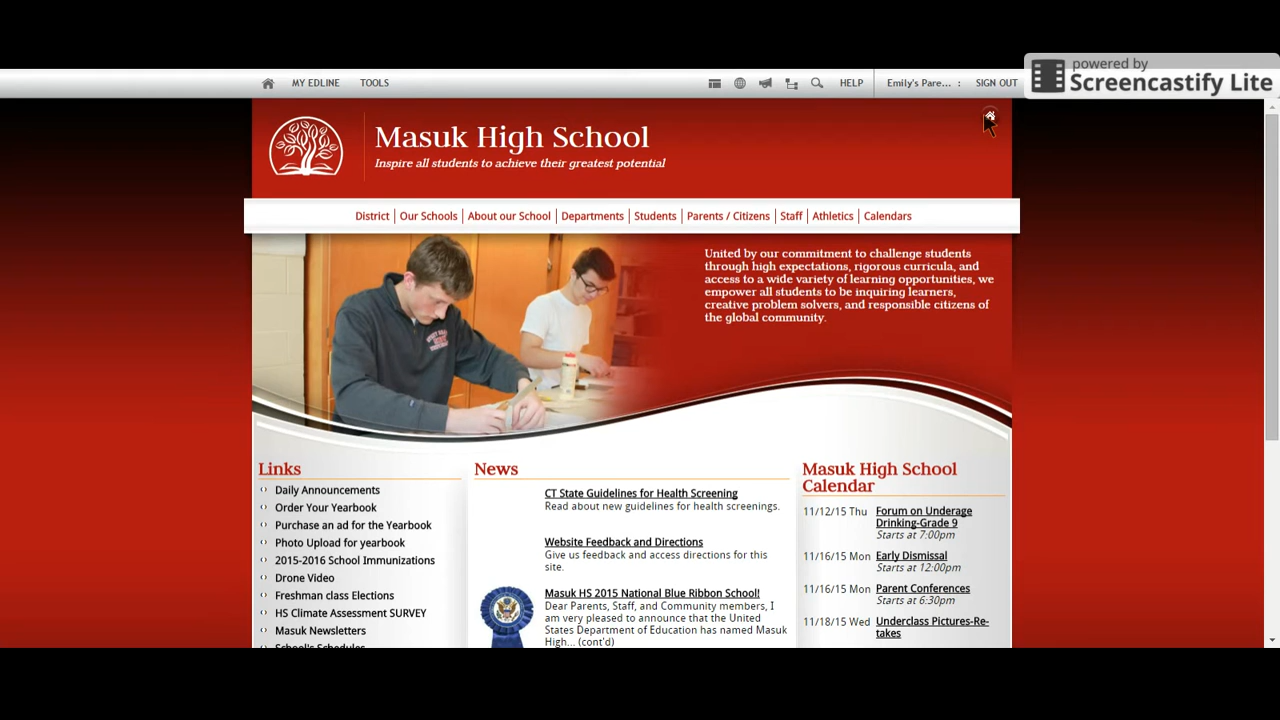 powered by
Screencastify Lite
MY EDLINE TOOLS HELP Emily's Pare... : SIGN OUT
Masuk High School
Inspire all students to achieve their greatest potential
District Our Schools About our School Departments Students Parents / Citizens Staff Athletics Calendars
United by our commitment to challenge students
through high expectations, rigorous curricula, and
access to a wide variety of learning opportunities, we
empower all students to be inquiring learners,
creative problem solvers, and responsible citizens of
the global community.
Links
Daily Announcements
Order Your Yearbook
Purchase an ad for the Yearbook
Photo Upload for yearbook
2015-2016 School Immunizations
Drone Video
Freshman class Elections
HS Climate Assessment SURVEY
Masuk Newsletters
School's Schedules
News
CT State Guidelines for Health Screening
Read about new guidelines for health screenings.
Website Feedback and Directions
Give us feedback and access directions for this
site.
Masuk HS 2015 National Blue Ribbon School!
Dear Parents, Staff, and Community members, I
am very pleased to announce that the United
States Department of Education has named Masuk
High... (cont'd)
Masuk High School
Calendar
11/12/15 Thu Forum on Underage
Drinking-Grade 9
Starts at 7:00pm
11/16/15 Mon Early Dismissal
Starts at 12:00pm
11/16/15 Mon Parent Conferences
Starts at 6:30pm
11/18/15 Wed Underclass Pictures-Re-
takes